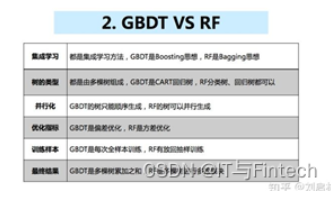 2. GBDT VS RF
集成学习 都是集成学习方法，GBDT是Boosting思想，RF是Bagging思想
树的类型 都是由多棵树组成，GBDT是CART回归树，RF分类树、回归树都可以
并行化 GBDT的树只能顺序生成，RF的树可以并行生成
优化指标 GBDT是偏差优化，RF是方差优化
训练样本 GBDT是每次全样本训练，RF有放回抽样训练
最终结果 GBDT是多棵树累加之和
CSDN @IT与Fintech
知乎